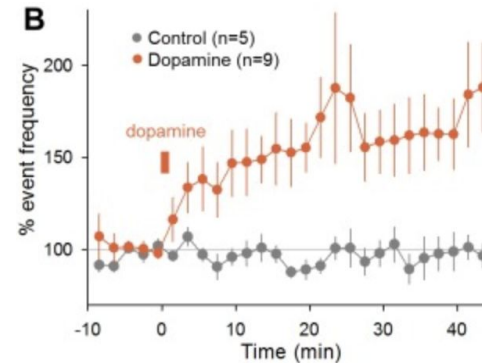 B
Control (n=5)
Dopamine (n=9)
dopamine
% event frequency
200
150
100
-10 0 10 20 30 40
Time (min)